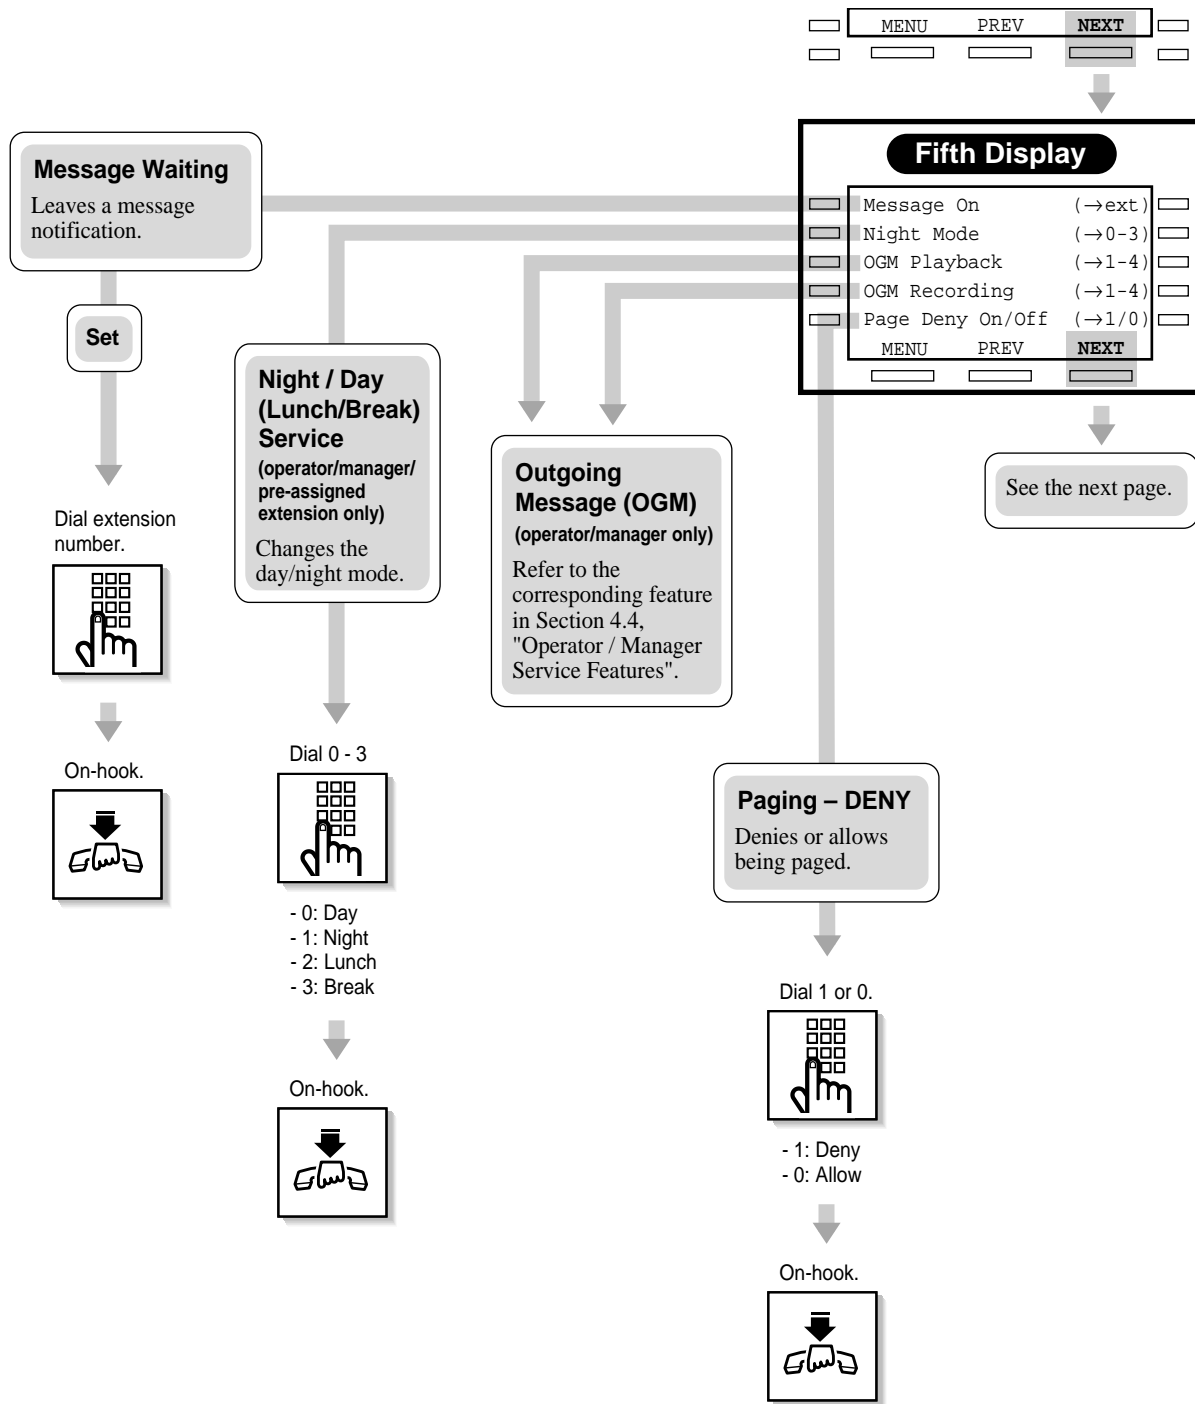 MENU PREV NEXT
Fifth Display
Message On (→ext)
Night Mode (→0-3)
OGM Playback (→1-4)
OGM Recording (→1-4)
Page Deny On/Off (→1/0)
MENU PREV NEXT
See the next page.
Message Waiting
Leaves a message
notification.
Set
Dial extension
number.
On-hook.
Night / Day
(Lunch/Break)
Service
(operator/manager/
pre-assigned
extension only)
Changes the
day/night mode.
Dial 0 - 3
- 0: Day
- 1: Night
- 2: Lunch
- 3: Break
On-hook.
Outgoing
Message (OGM)
(operator/manager only)
Refer to the
corresponding feature
in Section 4.4,
"Operator / Manager
Service Features".
Paging – DENY
Denies or allows
being paged.
Dial 1 or 0.
- 1: Deny
- 0: Allow
On-hook.